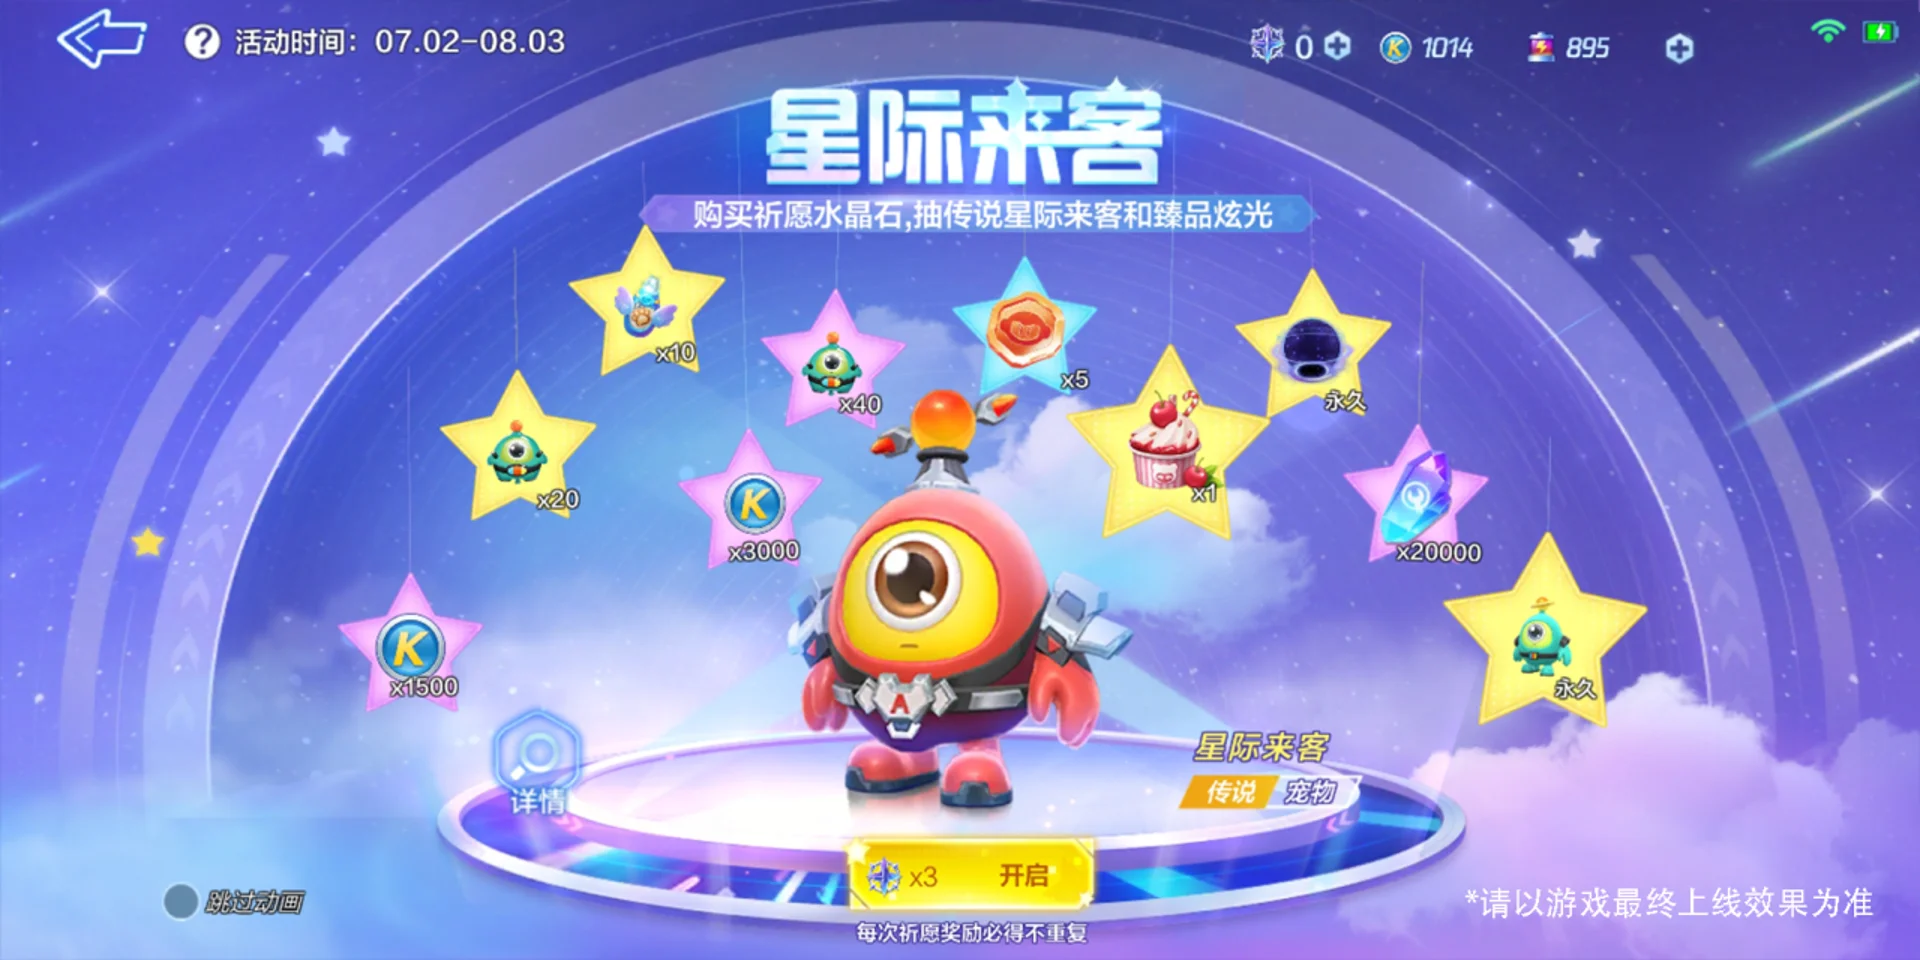 活动时间：07.02-08.03
0
K 1014
895
星际来客
购买祈愿水晶石,抽传说星际来客和臻品炫光
x10
x40
x5
永久
x20
x1
K
x3000
x20000
K
x1500
永久
A
星际来客
传说 宠物
详情
x3 开启
跳过动画
*请以游戏最终上线效果为准
每次祈愿奖励必得不重复